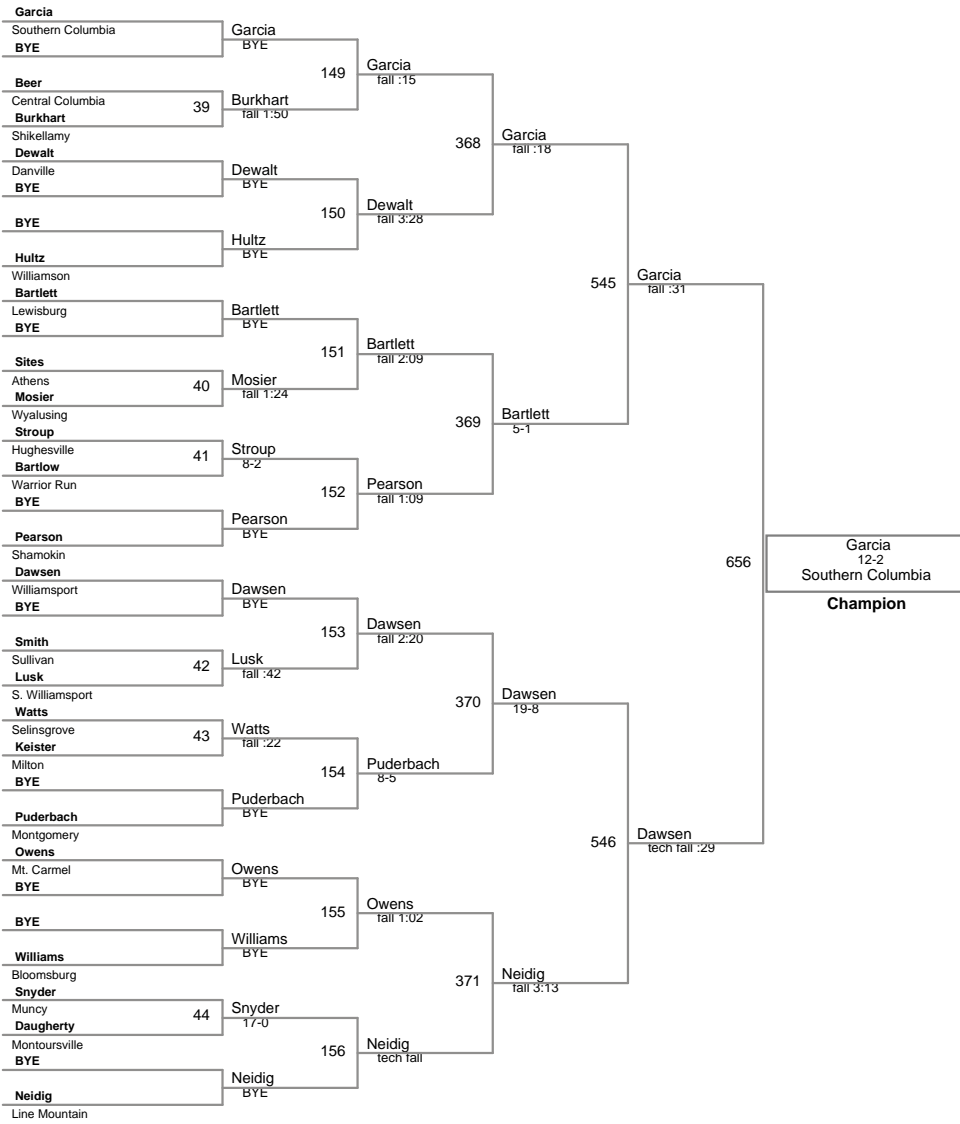 Garcia
Southern Columbia
BYE
Beer
Central Columbia
Burkhart
Shikellamy
Dewalt
Danville
BYE
BYE
Hultz
Williamson
Bartlett
Lewisburg
BYE
Sites
Athens
Mosier
Wyalusing
Stroup
Hughesville
Bartlow
Warrior Run
BYE
Pearson
Shamokin
Dawsen
Williamsport
BYE
Smith
Sullivan
Lusk
S. Williamsport
Watts
Selinsgrove
Keister
Milton
BYE
Puderbach
Montgomery
Owens
Mt. Carmel
BYE
BYE
Williams
Bloomsburg
Snyder
Muncy
Daugherty
Montoursville
BYE
Neidig
Line Mountain
39
40
41
42
43
44
Garcia
BYE
Burkhart
fall 1:50
Dewalt
BYE
Hultz
BYE
Bartlett
BYE
Mosier
fall 1:24
Stroup
8-2
Pearson
BYE
Dawsen
BYE
Lusk
fall :42
Watts
fall :22
Puderbach
BYE
Owens
BYE
Williams
BYE
Snyder
17-0
Neidig
BYE
149
150
151
152
153
154
155
156
Garcia
fall :15
Dewalt
fall 3:28
Bartlett
fall 2:09
Pearson
fall 1:09
Dawsen
fall 2:20
Puderbach
8-5
Owens
fall 1:02
Neidig
tech fall
368
369
370
371
Garcia
fall :18
Bartlett
5-1
Dawsen
19-8
Neidig
fall 3:13
545
546
Garcia
fall :31
Dawsen
tech fall :29
656
Garcia
12-2
Southern Columbia
Champion